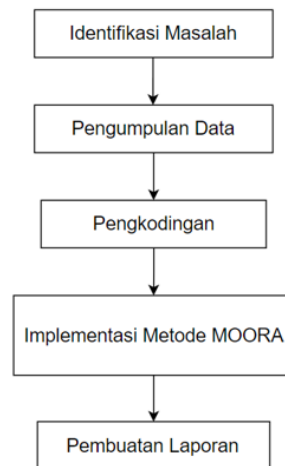 Identifikasi Masalah
Pengumpulan Data
Pengkodingan
Implementasi Metode MOORA
Pembuatan Laporan